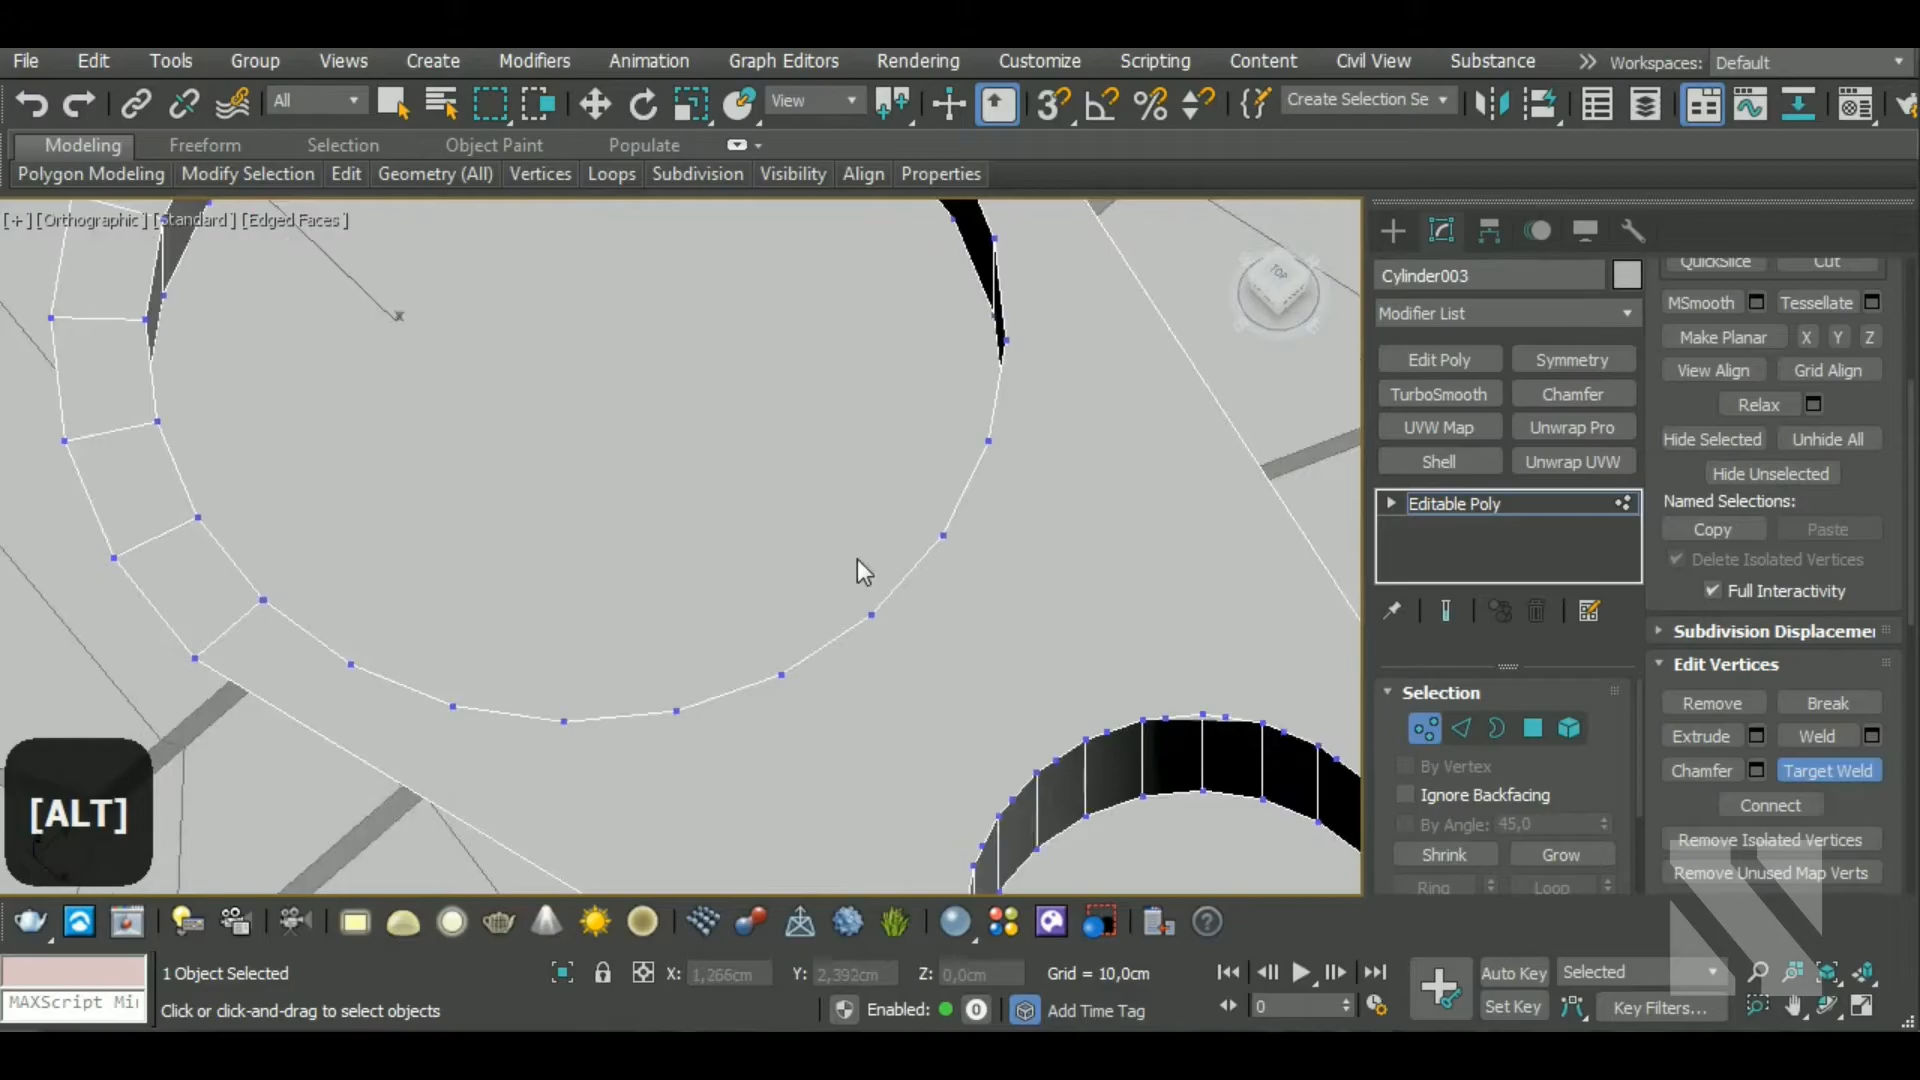 File Edit Tools Group Views Create Modifiers Animation Graph Editors Rendering Customize Scripting Content Civil View Substance Workspaces: Default
All View Create Selection Se
Modeling Freeform Selection Object Paint Populate
Polygon Modeling Modify Selection Edit Geometry (All) Vertices Loops Subdivision Visibility Align Properties
[+] [Orthographic] [Standard] [Edged Faces]
TOP
Cylinder003
Modifier List
Edit Poly Symmetry
TurboSmooth Chamfer
UVW Map Unwrap Pro
Shell Unwrap UVW
Editable Poly
Selection
By Vertex
Ignore Backfacing
By Angle: 45,0
Shrink Grow
Ring Loop
QuickSlice Cut
MSmooth Tessellate
Make Planar X Y Z
View Align Grid Align
Relax
Hide Selected Unhide All
Hide Unselected
Named Selections:
Copy Paste
Delete Isolated Vertices
Full Interactivity
Subdivision Displacemer
Edit Vertices
Remove Break
Extrude Weld
Chamfer Target Weld
Connect
Remove Isolated Vertices
Remove Unused Map Verts
[ALT]
1 Object Selected X: 1,266cm Y: 2,392cm Z: 0,0cm Grid = 10,0cm Auto Key Selected
MAXScript Mi
Click or click-and-drag to select objects Enabled: 0 Add Time Tag 0 Set Key Key Filters...